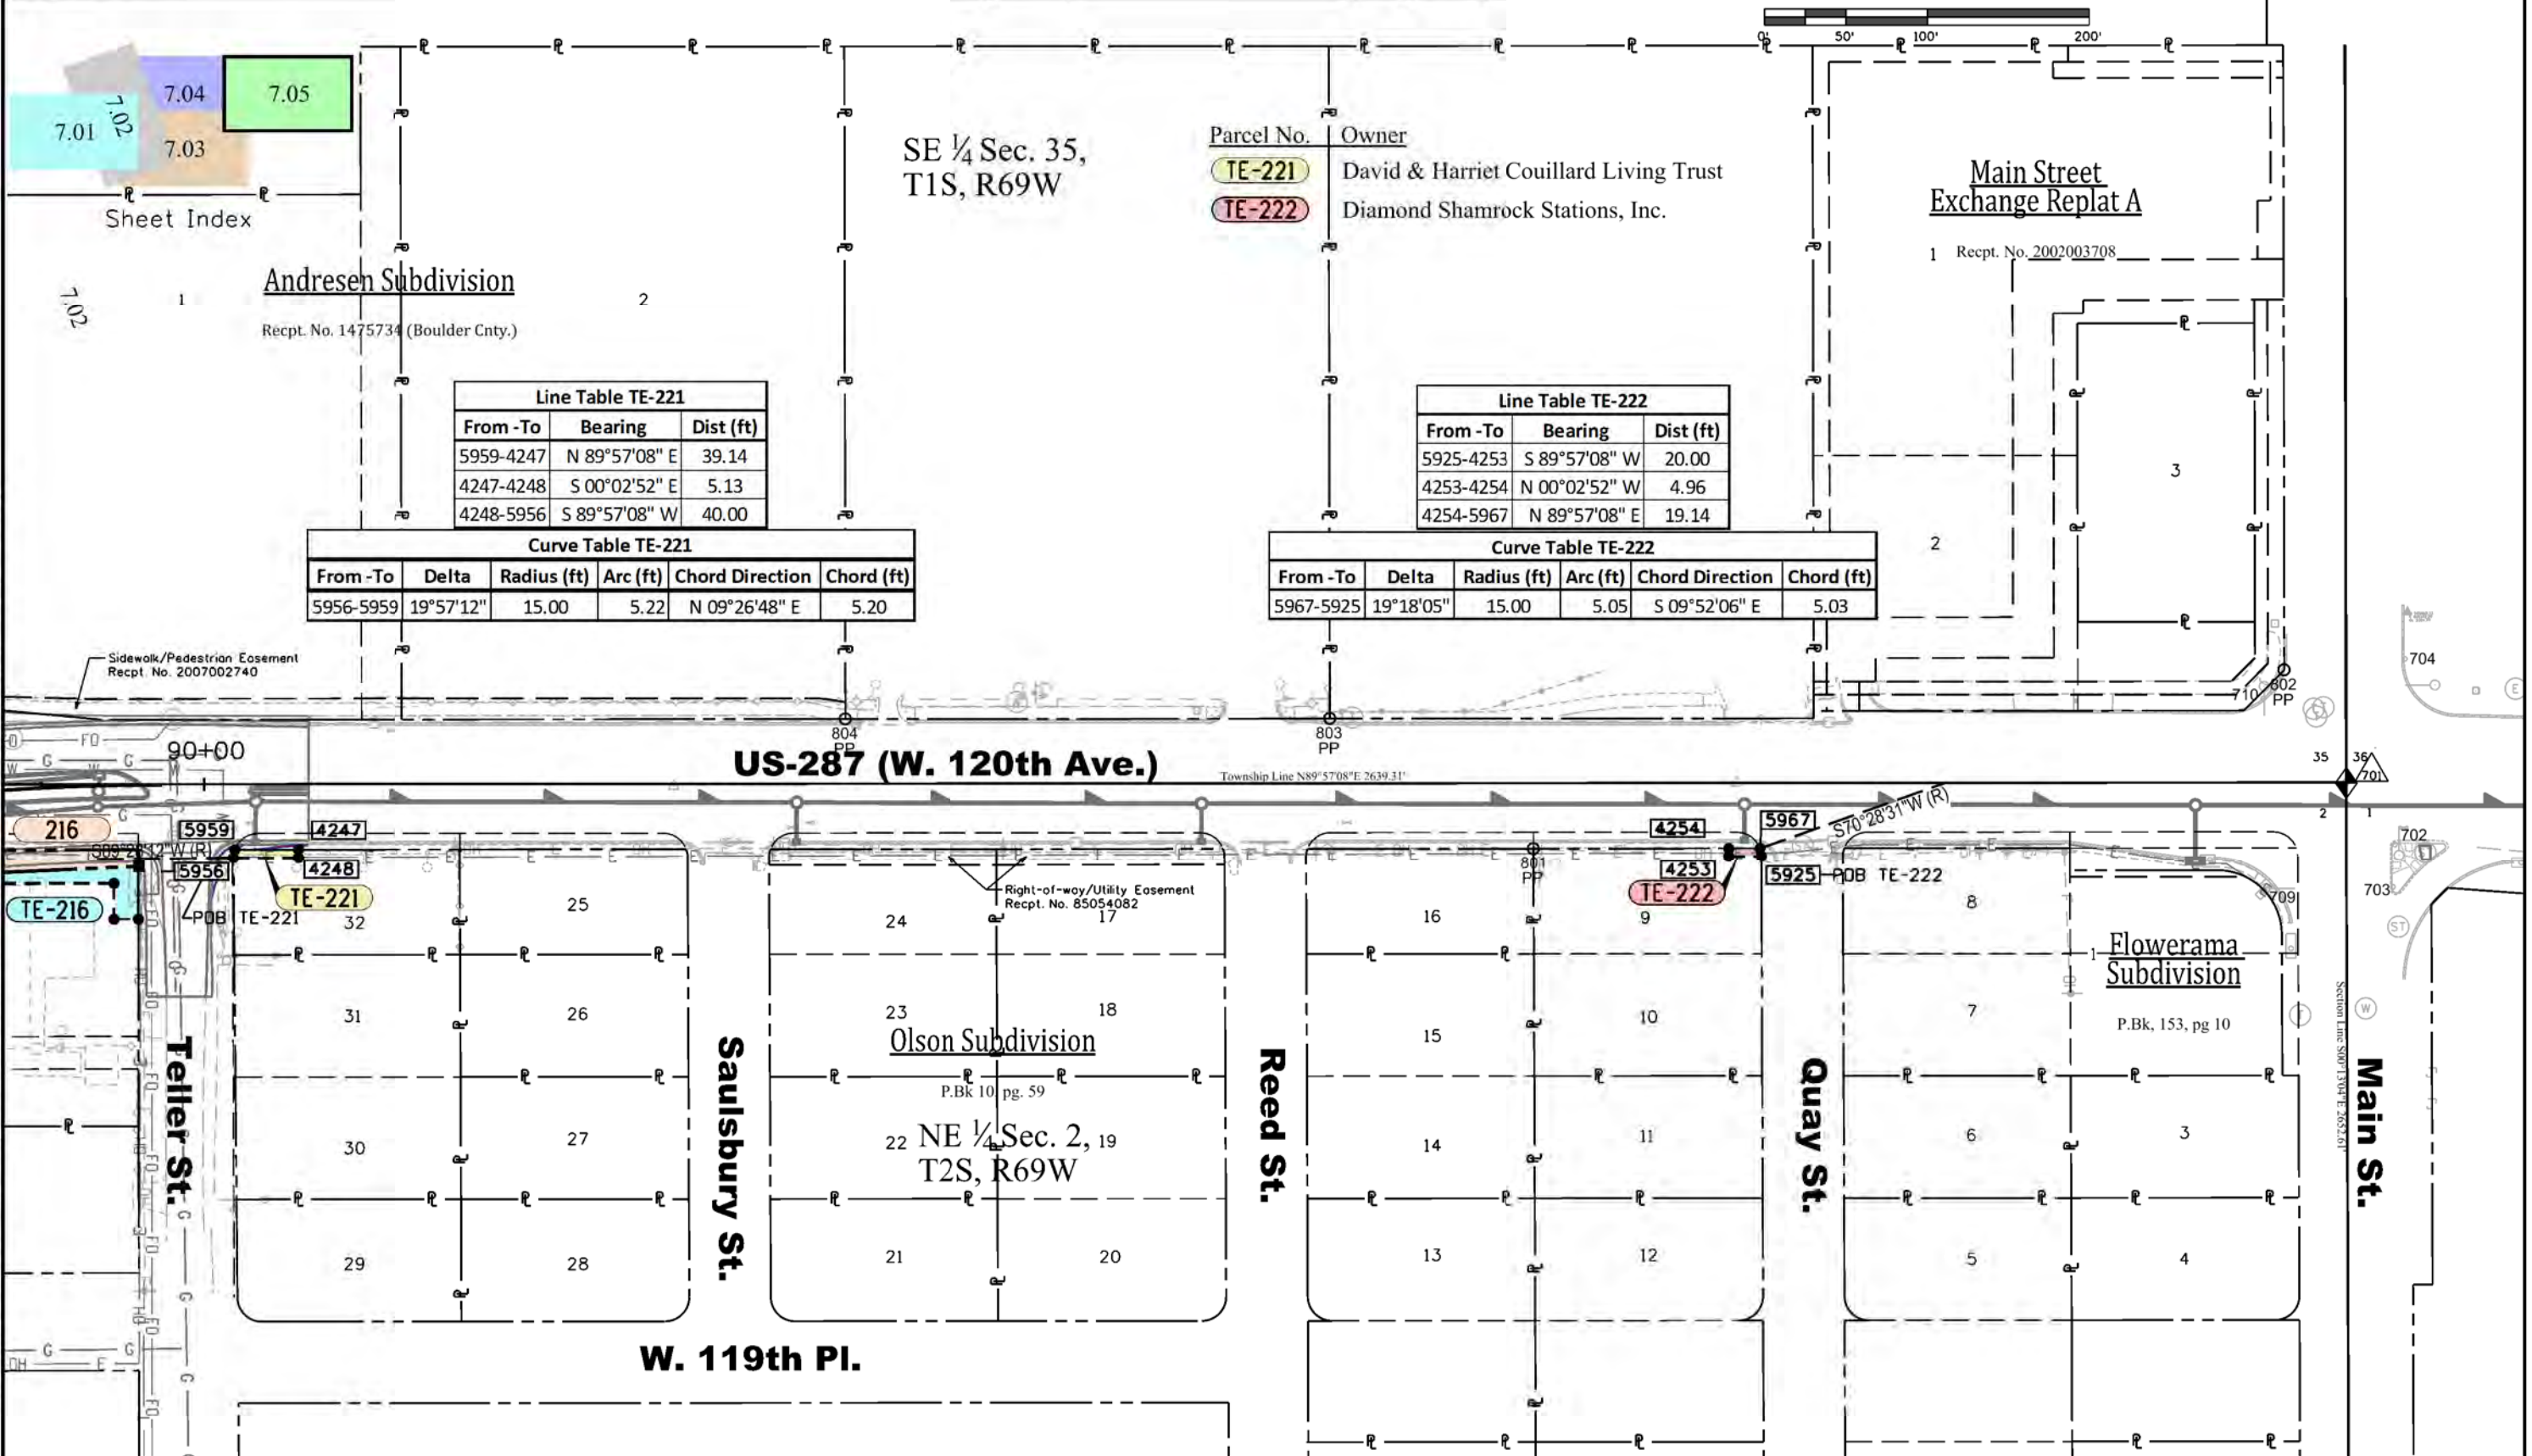 0' 50' 100' 200'
7.01
7.02
7.03
7.04
7.05
Sheet Index
7.02
SE ¼ Sec. 35,
T1S, R69W
Parcel No. Owner
TE-221 David & Harriet Couillard Living Trust
TE-222 Diamond Shamrock Stations, Inc.
Main Street
Exchange Replat A
1 Recpt. No. 2002003708
Andresen Subdivision
1
2
Recpt. No. 1475734 (Boulder Cnty.)
Line Table TE-221
From -To Bearing Dist (ft)
5959-4247 N 89°57'08" E 39.14
4247-4248 S 00°02'52" E 5.13
4248-5956 S 89°57'08" W 40.00
Curve Table TE-221
From -To Delta Radius (ft) Arc (ft) Chord Direction Chord (ft)
5956-5959 19°57'12" 15.00 5.22 N 09°26'48" E 5.20
Line Table TE-222
From -To Bearing Dist (ft)
5925-4253 S 89°57'08" W 20.00
4253-4254 N 00°02'52" W 4.96
4254-5967 N 89°57'08" E 19.14
Curve Table TE-222
From -To Delta Radius (ft) Arc (ft) Chord Direction Chord (ft)
5967-5925 19°18'05" 15.00 5.05 S 09°52'06" E 5.03
2
3
Sidewalk/Pedestrian Easement
Recpt. No. 2007002740
704
710
802
PP
804
PP
803
PP
90+00
US-287 (W. 120th Ave.)
Township Line N89°57'08"E 2639.31'
35 36
701
2 1
216
5959
4247
5956
4248
TE-216
TE-221
POB TE-221
4254
5967
S70°28'31"W (R)
4253
5925 POB TE-222
TE-222
801
PP
702
703
709
Right-of-way/Utility Easement
Recpt. No. 85054082
32
25
24
17
16
9
8
1
Flowerama
Subdivision
P.Bk, 153, pg 10
31
26
23
18
15
10
7
Olson Subdivision
P.Bk 10, pg. 59
NE ¼ Sec. 2,
T2S, R69W
30
27
22
19
14
11
6
3
29
28
21
20
13
12
5
4
Teller St.
Saulsbury St.
Reed St.
Quay St.
Main St.
Section Line S00°13'04"E 2652.61'
W. 119th Pl.